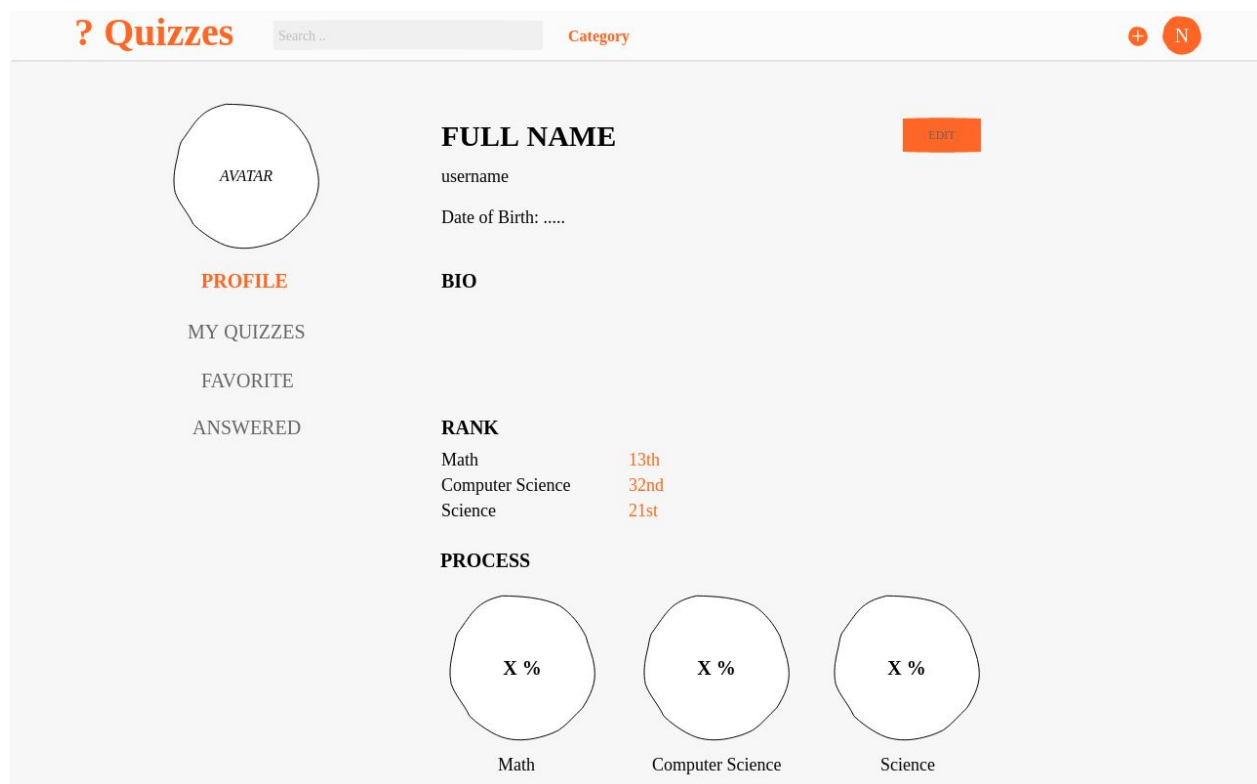 ? Quizzes
Search ..
Category
+
N
AVATAR
FULL NAME
EDIT
username
Date of Birth: .....
PROFILE
MY QUIZZES
FAVORITE
ANSWERED
BIO
RANK
Math 13th
Computer Science 32nd
Science 21st
PROCESS
X % X % X %
Math Computer Science Science